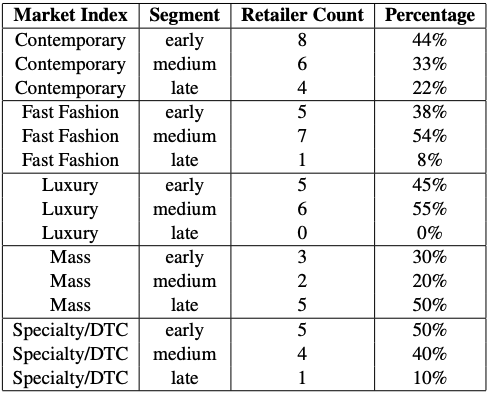 Market Index Segment Retailer Count Percentage
Contemporary early 8 44%
Contemporary medium 6 33%
Contemporary late 4 22%
Fast Fashion early 5 38%
Fast Fashion medium 7 54%
Fast Fashion late 1 8%
Luxury early 5 45%
Luxury medium 6 55%
Luxury late 0 0%
Mass early 3 30%
Mass medium 2 20%
Mass late 5 50%
Specialty/DTC early 5 50%
Specialty/DTC medium 4 40%
Specialty/DTC late 1 10%